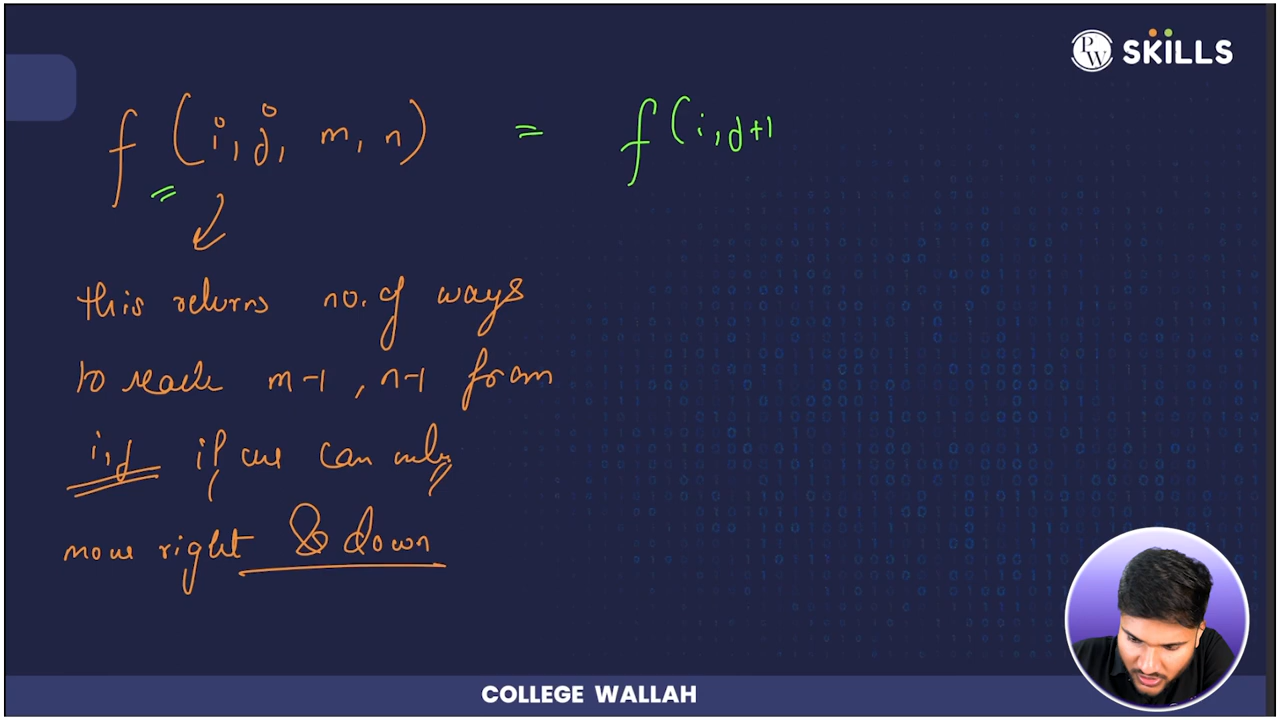 PW SKILLS
f (i, j, m, n) = f(i, j+1
this returns no. of ways
to reach m-1, n-1 from
i,j if we can only
move right & down
COLLEGE WALLAH